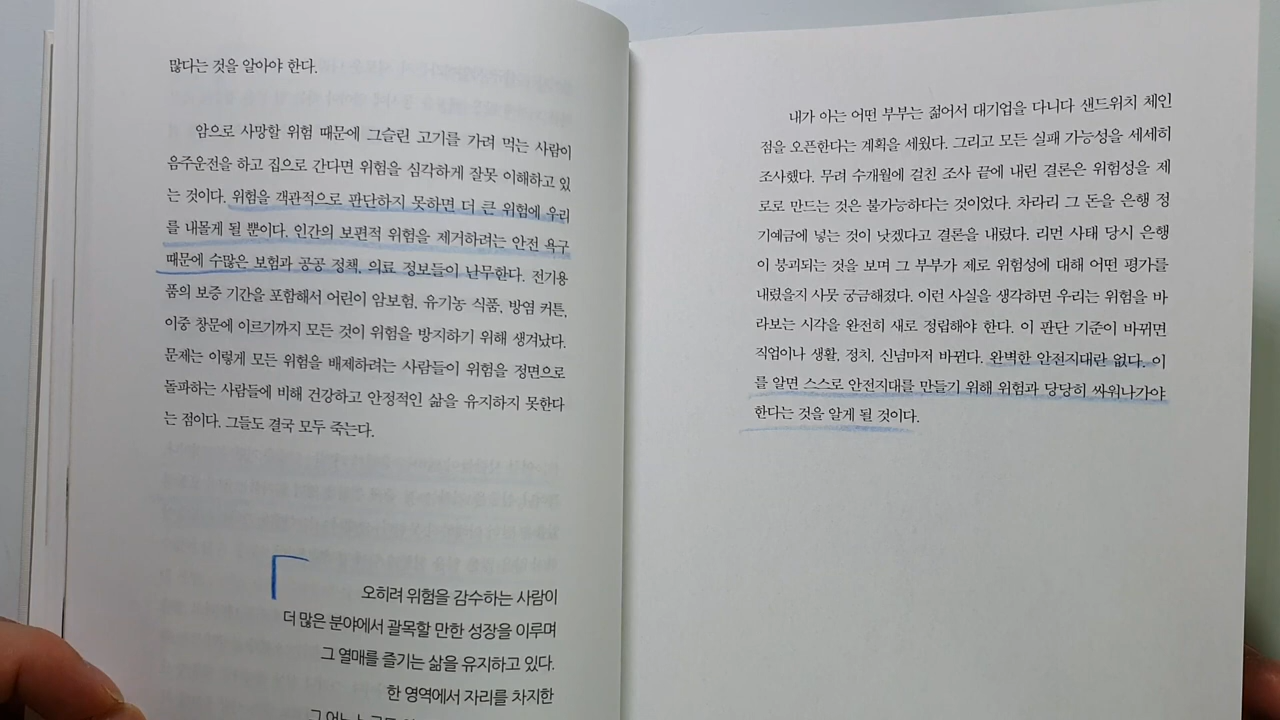 많다는 것을 알아야 한다.
암으로 사망할 위험 때문에 그슬린 고기를 가려 먹는 사람이
음주운전을 하고 집으로 간다면 위험을 심각하게 잘못 이해하고 있
는 것이다. 위험을 객관적으로 판단하지 못하면 더 큰 위험에 우리
를 내몰게 될 뿐이다. 인간의 보편적 위험을 제거하려는 안전 욕구
때문에 수많은 보험과 공공 정책, 의료 정보들이 난무한다. 전기용
품의 보증 기간을 포함해서 어린이 암보험, 유기농 식품, 방염 커튼,
이중 창문에 이르기까지 모든 것이 위험을 방지하기 위해 생겨났다.
문제는 이렇게 모든 위험을 배제하려는 사람들이 위험을 정면으로
돌파하는 사람들에 비해 건강하고 안정적인 삶을 유지하지 못한다
는 점이다. 그들도 결국 모두 죽는다.
오히려 위험을 감수하는 사람이
더 많은 분야에서 괄목할 만한 성장을 이루며
그 열매를 즐기는 삶을 유지하고 있다.
한 영역에서 자리를 차지한
내가 아는 어떤 부부는 젊어서 대기업을 다니다 샌드위치 체인
점을 오픈한다는 계획을 세웠다. 그리고 모든 실패 가능성을 세세히
조사했다. 무려 수개월에 걸친 조사 끝에 내린 결론은 위험성을 제
로로 만드는 것은 불가능하다는 것이었다. 차라리 그 돈을 은행 정
기예금에 넣는 것이 낫겠다고 결론을 내렸다. 리먼 사태 당시 은행
이 붕괴되는 것을 보며 그 부부가 제로 위험성에 대해 어떤 평가를
내렸을지 사뭇 궁금해졌다. 이런 사실을 생각하면 우리는 위험을 바
라보는 시각을 완전히 새로 정립해야 한다. 이 판단 기준이 바뀌면
직업이나 생활, 정치, 신념마저 바뀐다. 완벽한 안전지대란 없다. 이
를 알면 스스로 안전지대를 만들기 위해 위험과 당당히 싸워나가야
한다는 것을 알게 될 것이다.